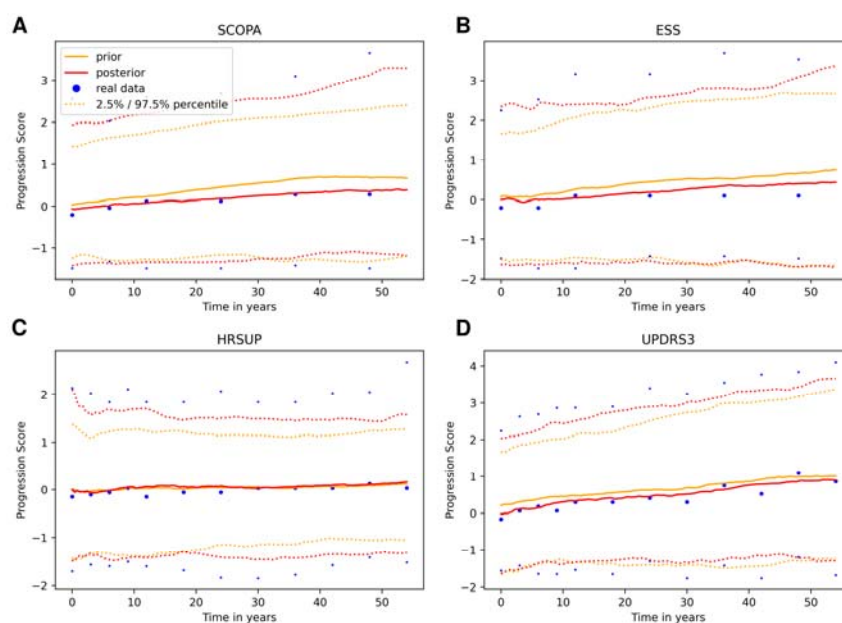 A
SCOPA
prior
posterior
real data
2.5% / 97.5% percentile
Progression Score
3
2
1
0
−1
0 10 20 30 40 50
Time in years
B
ESS
Progression Score
3
2
1
0
−1
−2
0 10 20 30 40 50
Time in years
C
HRSUP
Progression Score
2
1
0
−1
−2
0 10 20 30 40 50
Time in years
D
UPDRS3
Progression Score
4
3
2
1
0
−1
−2
0 10 20 30 40 50
Time in years